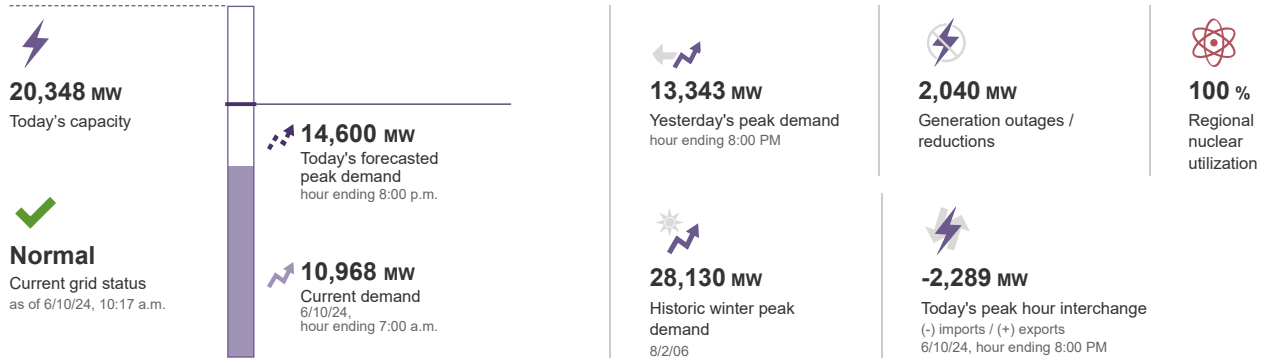 20,348 MW
Today's capacity
Normal
Current grid status
as of 6/10/24, 10:17 a.m.
14,600 MW
Today's forecasted
peak demand
hour ending 8:00 p.m.
10,968 MW
Current demand
6/10/24,
hour ending 7:00 a.m.
13,343 MW
Yesterday's peak demand
hour ending 8:00 PM
2,040 MW
Generation outages /
reductions
100 %
Regional
nuclear
utilization
28,130 MW
Historic winter peak
demand
8/2/06
-2,289 MW
Today's peak hour interchange
(-) imports / (+) exports
6/10/24, hour ending 8:00 PM